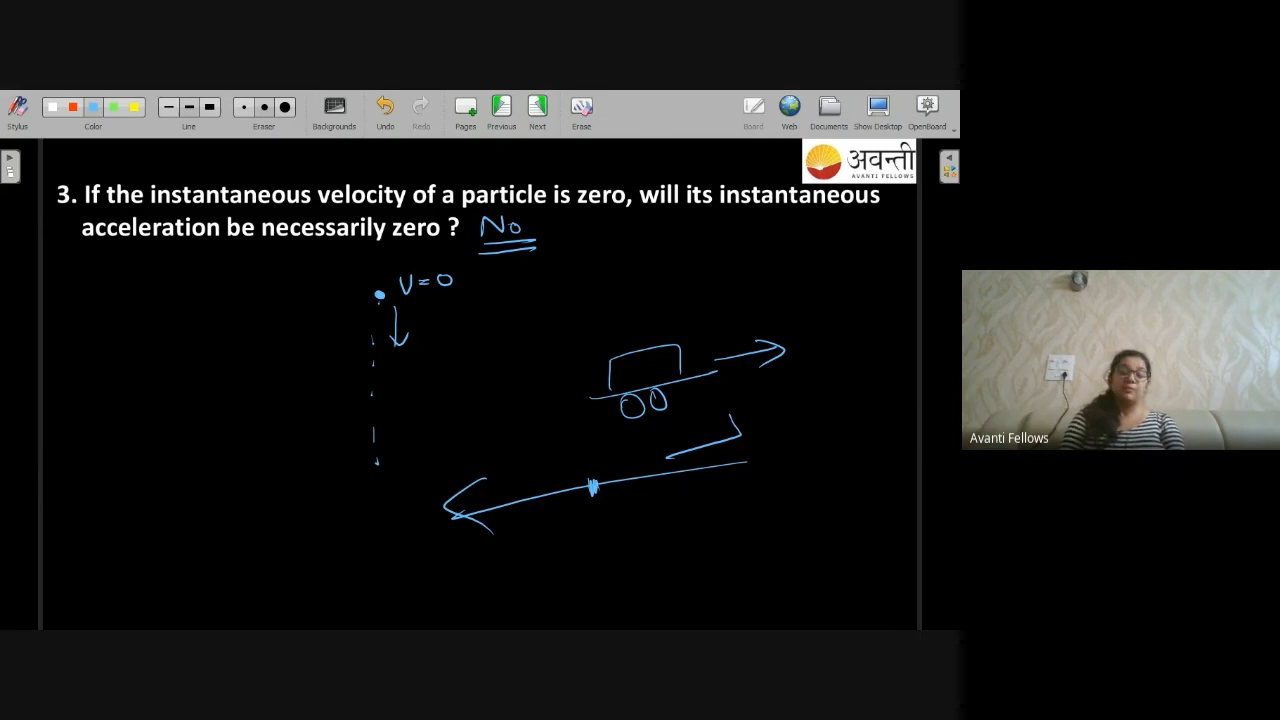 Stylus
Color
Line
Eraser
Backgrounds
Undo
Redo
Pages
Previous
Next
Erase
Board
Web
Documents
Show Desktop
OpenBoard
अवन्ती
AVANTI FELLOWS
3. If the instantaneous velocity of a particle is zero, will its instantaneous
acceleration be necessarily zero ? No
V = 0
Avanti Fellows